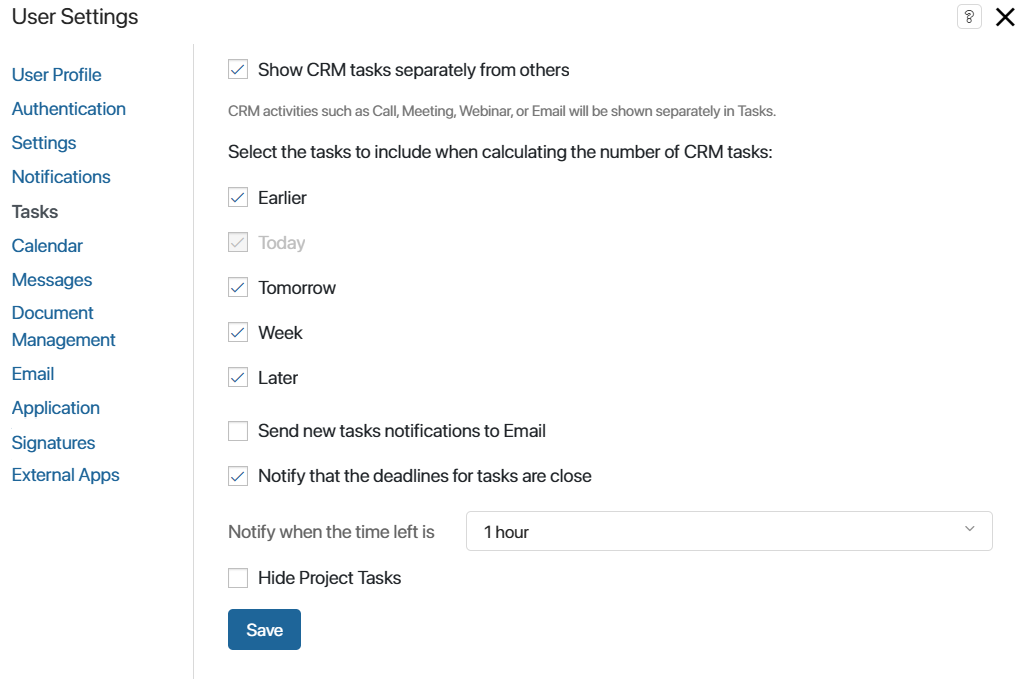 User Settings
?
User Profile
Authentication
Settings
Notifications
Tasks
Calendar
Messages
Document
Management
Email
Application
Signatures
External Apps
Show CRM tasks separately from others
CRM activities such as Call, Meeting, Webinar, or Email will be shown separately in Tasks.
Select the tasks to include when calculating the number of CRM tasks:
Earlier
Today
Tomorrow
Week
Later
Send new tasks notifications to Email
Notify that the deadlines for tasks are close
Notify when the time left is
1 hour
Hide Project Tasks
Save